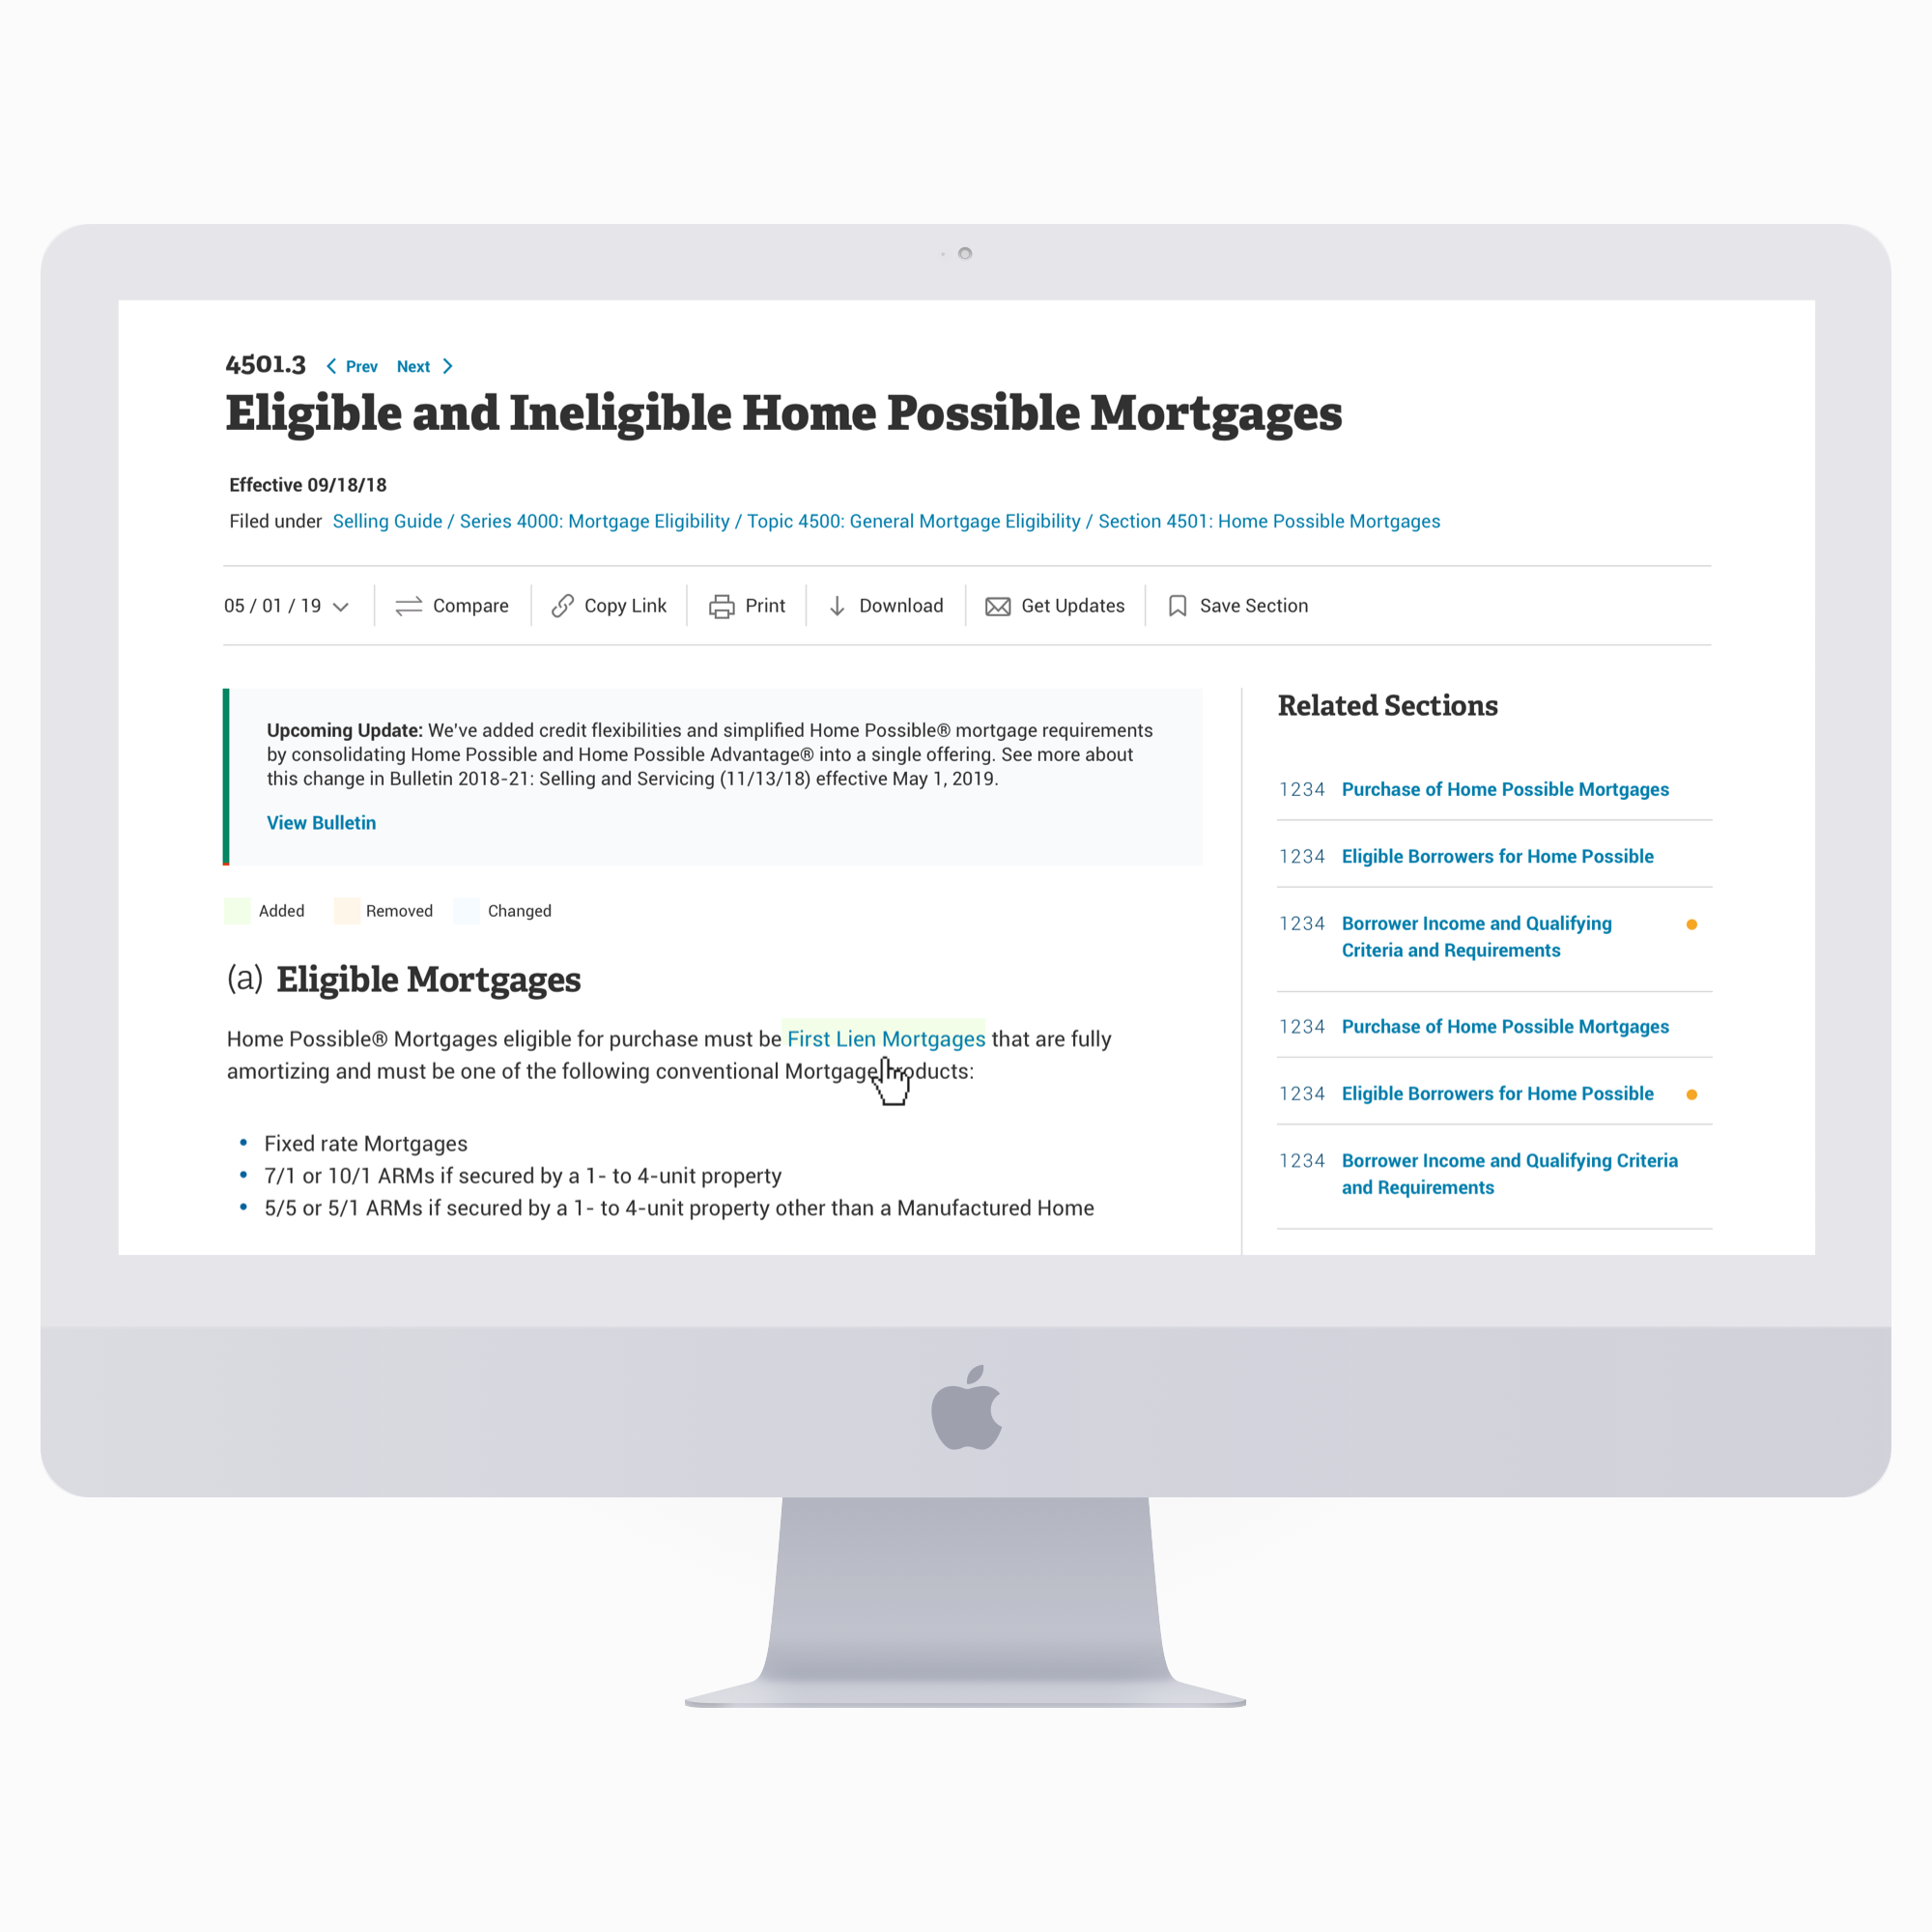 4501.3 Prev Next
Eligible and Ineligible Home Possible Mortgages
Effective 09/18/18
Filed under Selling Guide / Series 4000: Mortgage Eligibility / Topic 4500: General Mortgage Eligibility / Section 4501: Home Possible Mortgages
05 / 01 / 19 Compare Copy Link Print Download Get Updates Save Section
Upcoming Update: We've added credit flexibilities and simplified Home Possible® mortgage requirements
by consolidating Home Possible and Home Possible Advantage® into a single offering. See more about
this change in Bulletin 2018-21: Selling and Servicing (11/13/18) effective May 1, 2019.
View Bulletin
Added Removed Changed
(a) Eligible Mortgages
Home Possible® Mortgages eligible for purchase must be First Lien Mortgages that are fully
amortizing and must be one of the following conventional Mortgage products:
• Fixed rate Mortgages
• 7/1 or 10/1 ARMs if secured by a 1- to 4-unit property
• 5/5 or 5/1 ARMs if secured by a 1- to 4-unit property other than a Manufactured Home
Related Sections
1234 Purchase of Home Possible Mortgages
1234 Eligible Borrowers for Home Possible
1234 Borrower Income and Qualifying
Criteria and Requirements
1234 Purchase of Home Possible Mortgages
1234 Eligible Borrowers for Home Possible
1234 Borrower Income and Qualifying Criteria
and Requirements